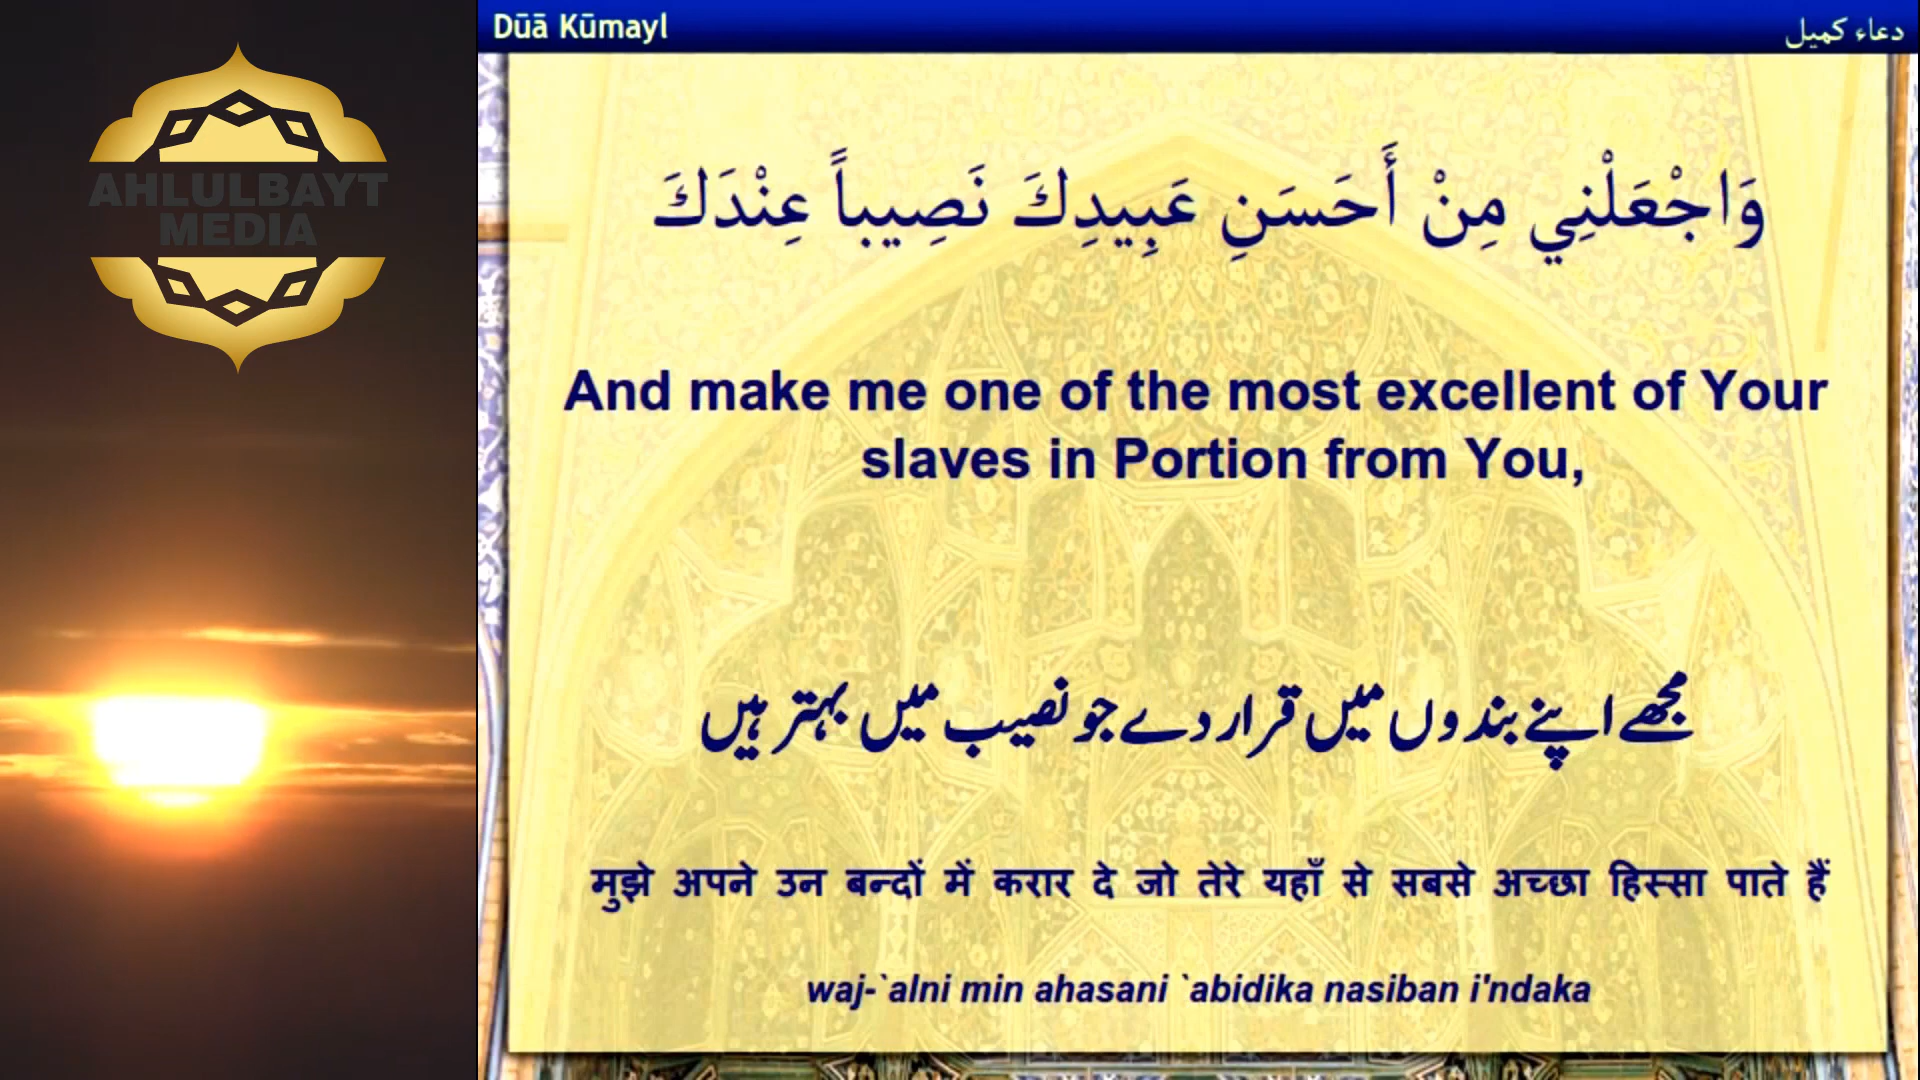 AHLULBAYT
MEDIA
Dūā Kūmayl
دعاء كميل
وَاجْعَلْنِي مِنْ أَحَسَنِ عَبِيدِكَ نَصِيباً عِنْدَكَ
And make me one of the most excellent of Your
slaves in Portion from You,
مجھے اپنے بندوں میں قرار دے جو نصیب میں بہتر ہیں
मुझे अपने उन बन्दों में करार दे जो तेरे यहाँ से सबसे अच्छा हिस्सा पाते हैं
waj-`alni min ahasani `abidika nasiban i'ndaka